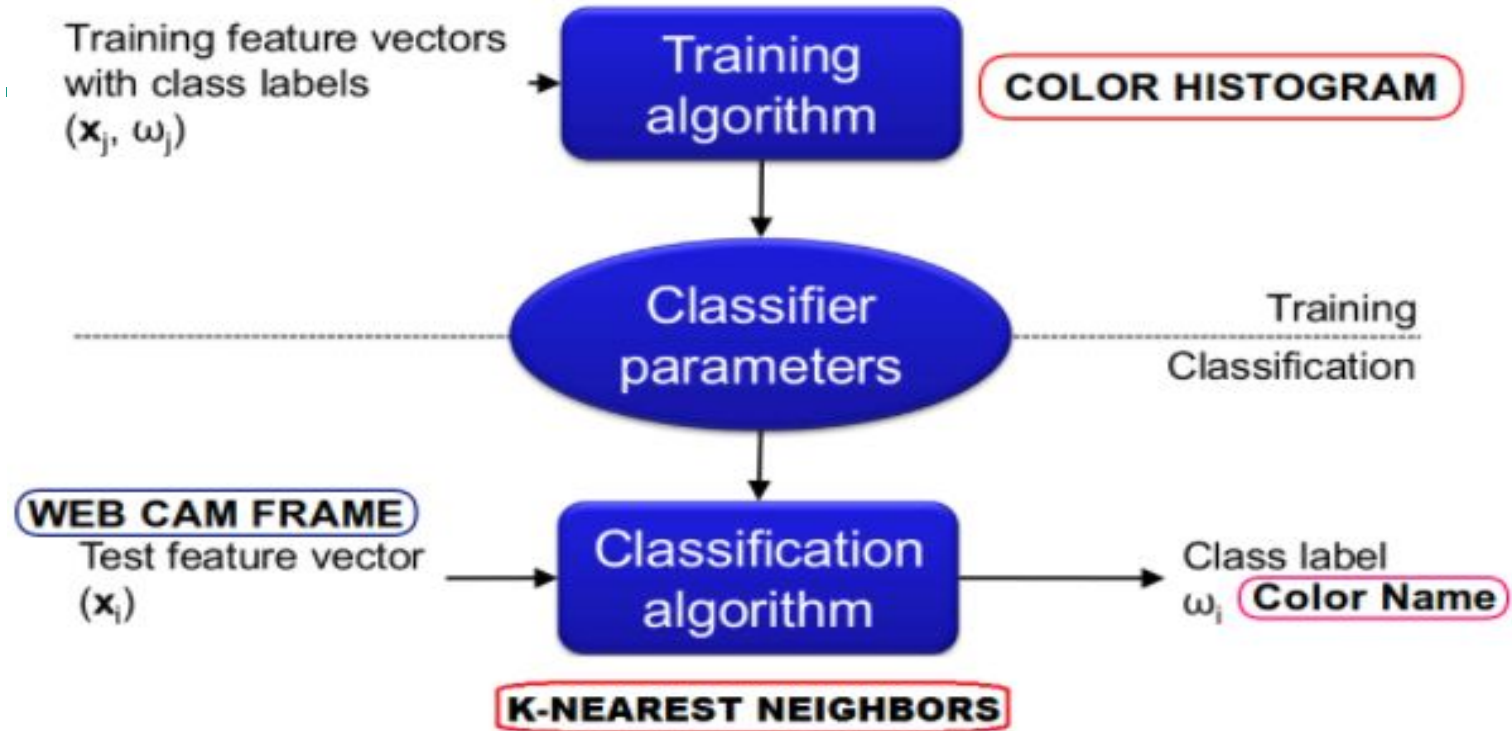 Training feature vectors
with class labels
(xj, ωj)
Training
algorithm
COLOR HISTOGRAM
Classifier
parameters
Training
Classification
WEB CAM FRAME
Test feature vector
(xi)
Classification
algorithm
Class label
ωi Color Name
K-NEAREST NEIGHBORS